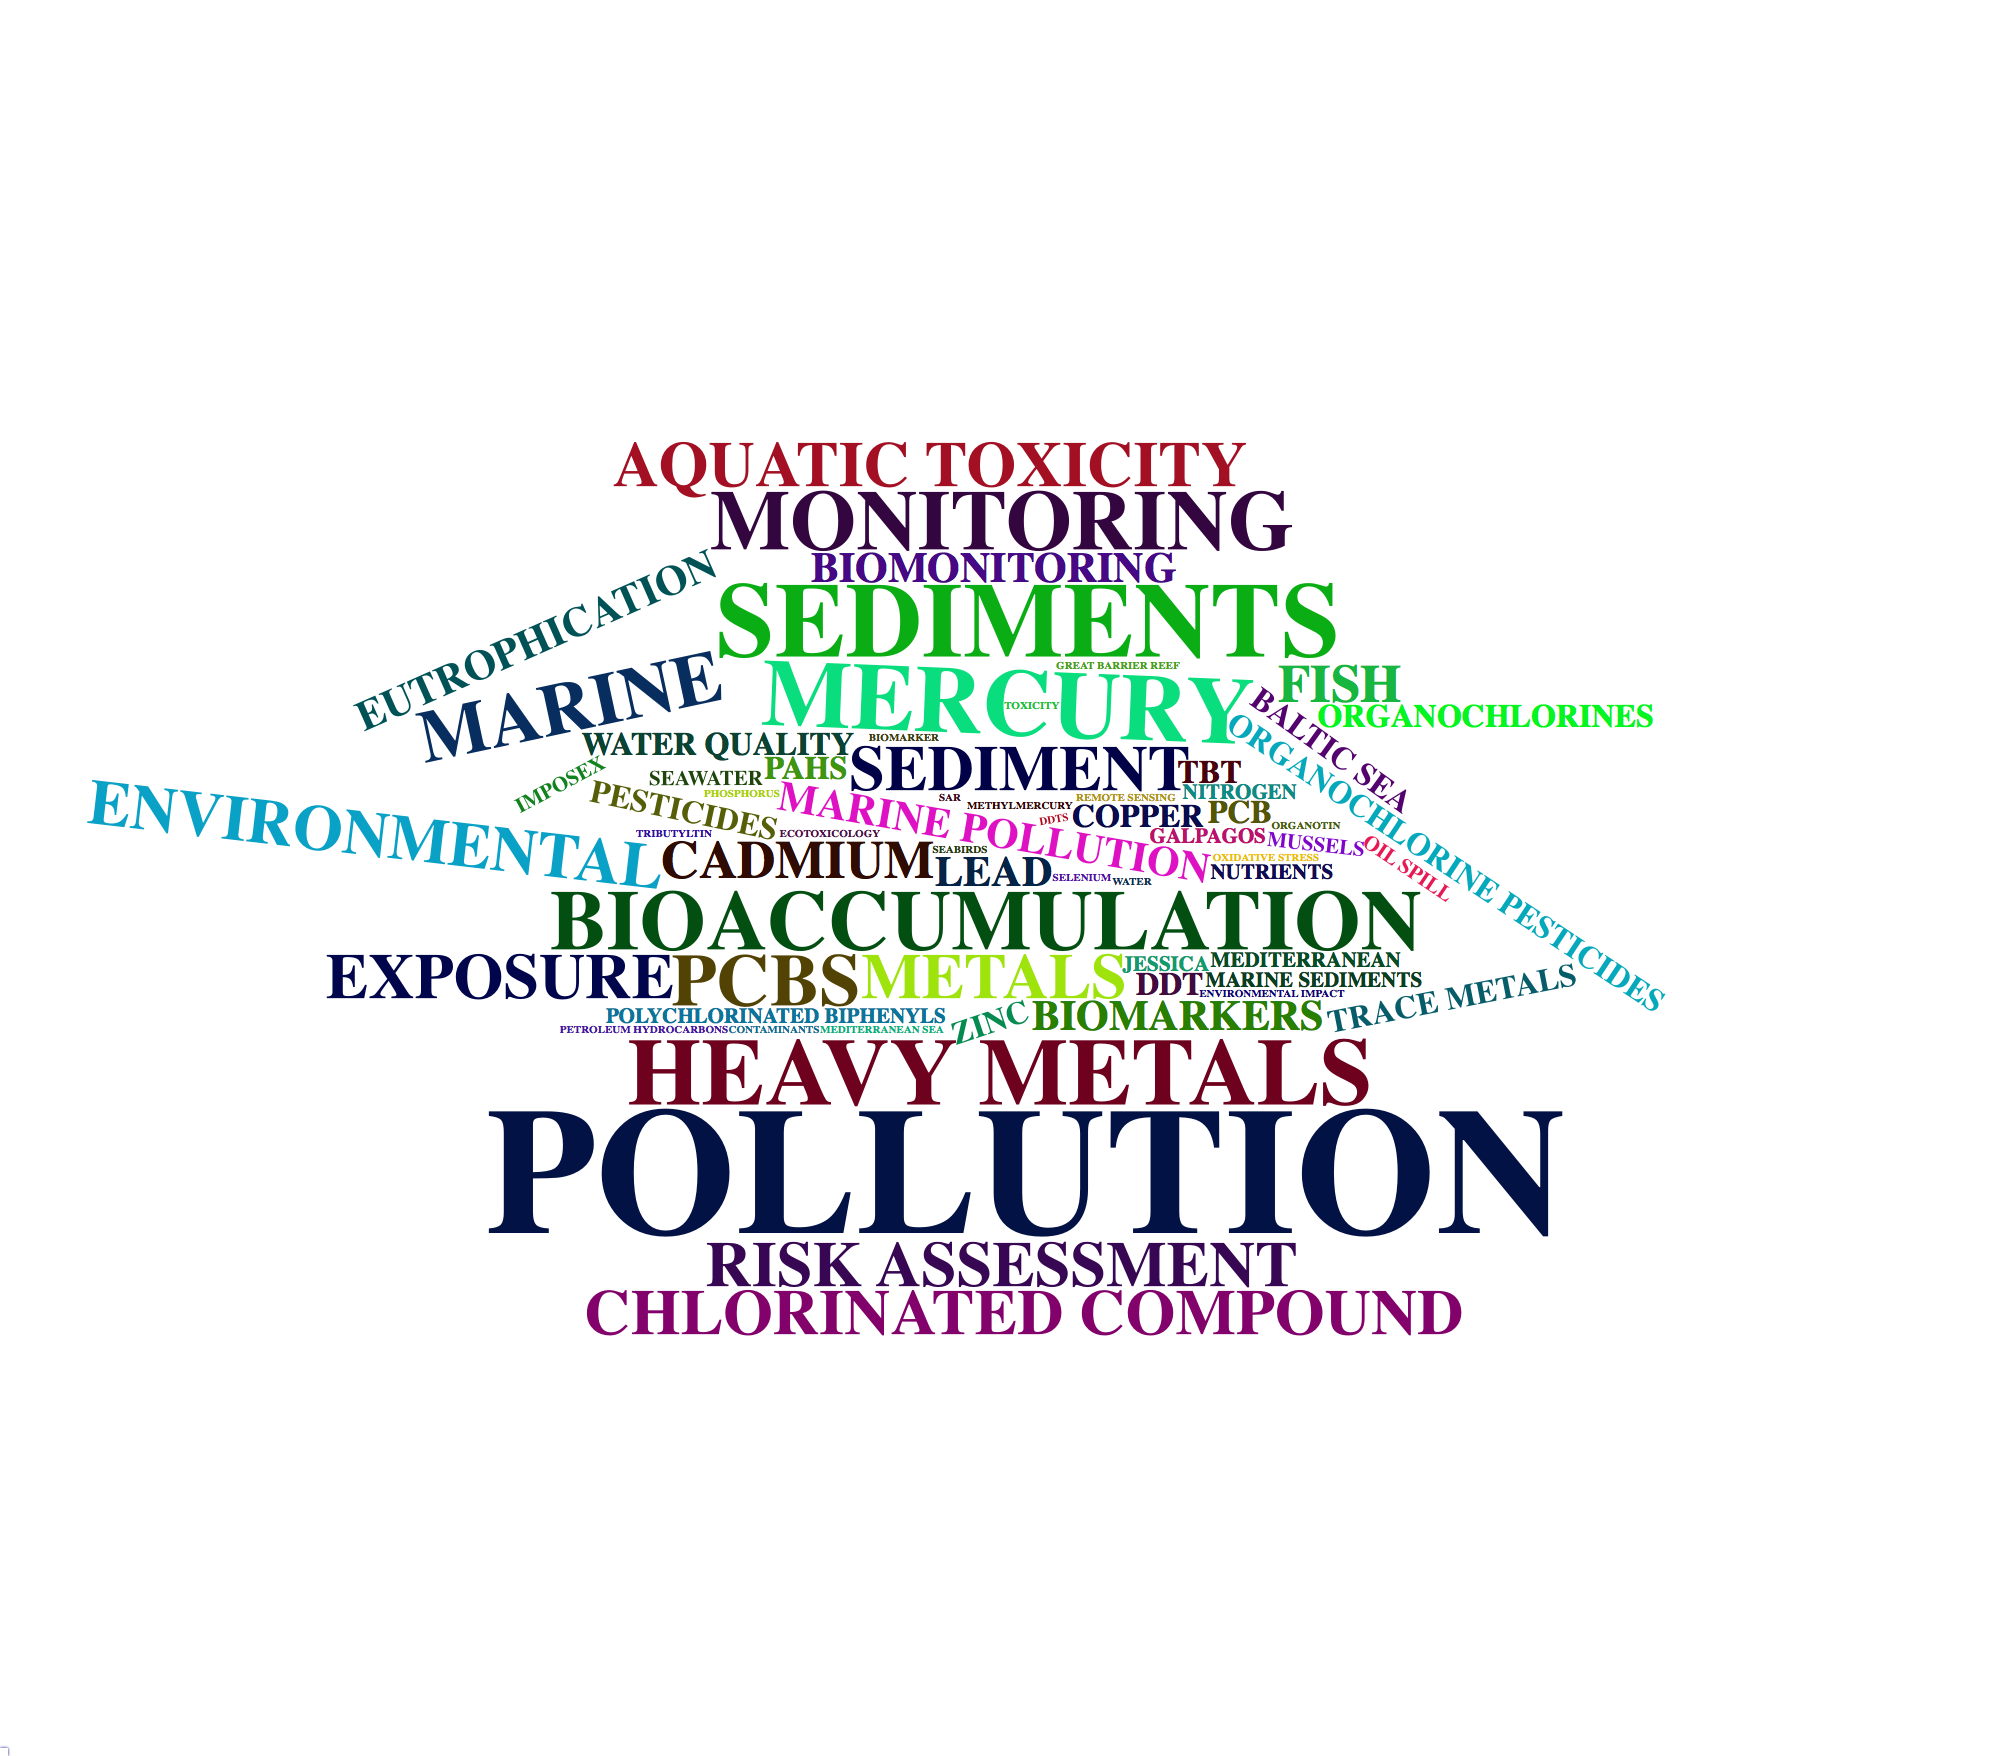 AQUATIC TOXICITY
MONITORING
BIOMONITORING
EUTROPHICATION
SEDIMENTS
MARINE
MERCURY
GREAT BARRIER REEF
TOXICITY
FISH
BALTIC SEA
ORGANOCHLORINES
ORGANOCHLORINE PESTICIDES
WATER QUALITY
BIOMARKER
IMPOSEX
SEAWATER
PAHS
SEDIMENT
TBT
ENVIRONMENTAL
PESTICIDES
PHOSPHORUS
MARINE POLLUTION
SAR
METHYLMERCURY
REMOTE SENSING
NITROGEN
DDTS
COPPER
PCB
ORGANOTIN
TRIBUTYLTIN
ECOTOXICOLOGY
GALPAGOS
MUSSELS
OIL SPILL
CADMIUM
SEABIRDS
LEAD
SELENIUM
WATER
OXIDATIVE STRESS
NUTRIENTS
BIOACCUMULATION
EXPOSURE
PCBS
METALS
JESSICA
MEDITERRANEAN
DDT
MARINE SEDIMENTS
ENVIRONMENTAL IMPACT
TRACE METALS
POLYCHLORINATED BIPHENYLS
ZINC
BIOMARKERS
PETROLEUM HYDROCARBONS
CONTAMINANTS
MEDITERRANEAN SEA
HEAVY METALS
POLLUTION
RISK ASSESSMENT
CHLORINATED COMPOUND